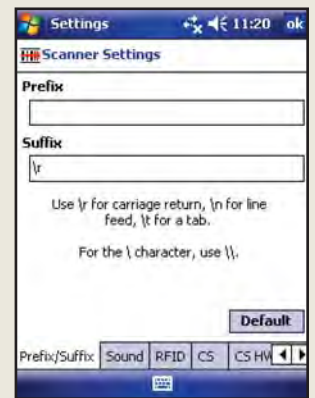 Settings 11:20 ok
Scanner Settings
Prefix
Suffix
\r
Use \r for carriage return, \n for line
feed, \t for a tab.
For the \ character, use \\.
Default
Prefix/Suffix Sound RFID CS CS HW